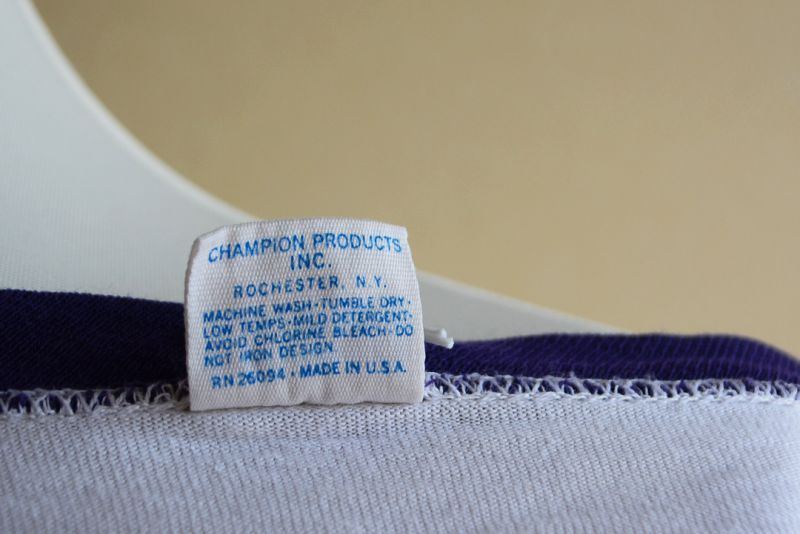 CHAMPION PRODUCTS
INC.
ROCHESTER, N.Y.
MACHINE WASH·TUMBLE DRY·
LOW TEMPS·MILD DETERGENT·
AVOID CHLORINE BLEACH·DO
NOT IRON DESIGN
RN 26094 · MADE IN U.S.A.